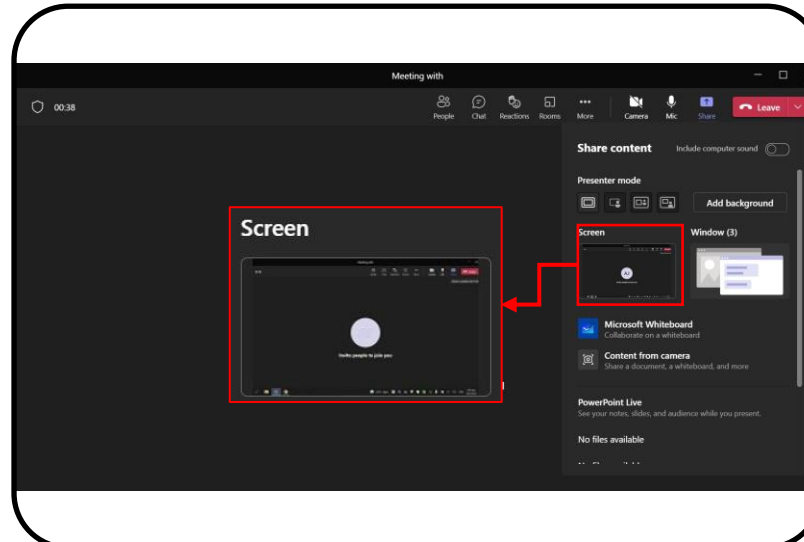 Meeting with
00:38
People Chat Reactions Rooms More Camera Mic Share Leave
Share content Include computer sound
Presenter mode
Add background
Screen Window (3)
Screen
Invite people to join you
Microsoft Whiteboard
Collaborate on a whiteboard
Content from camera
Share a document, a whiteboard, and more
PowerPoint Live
See your notes, slides, and audience while you present.
No files available